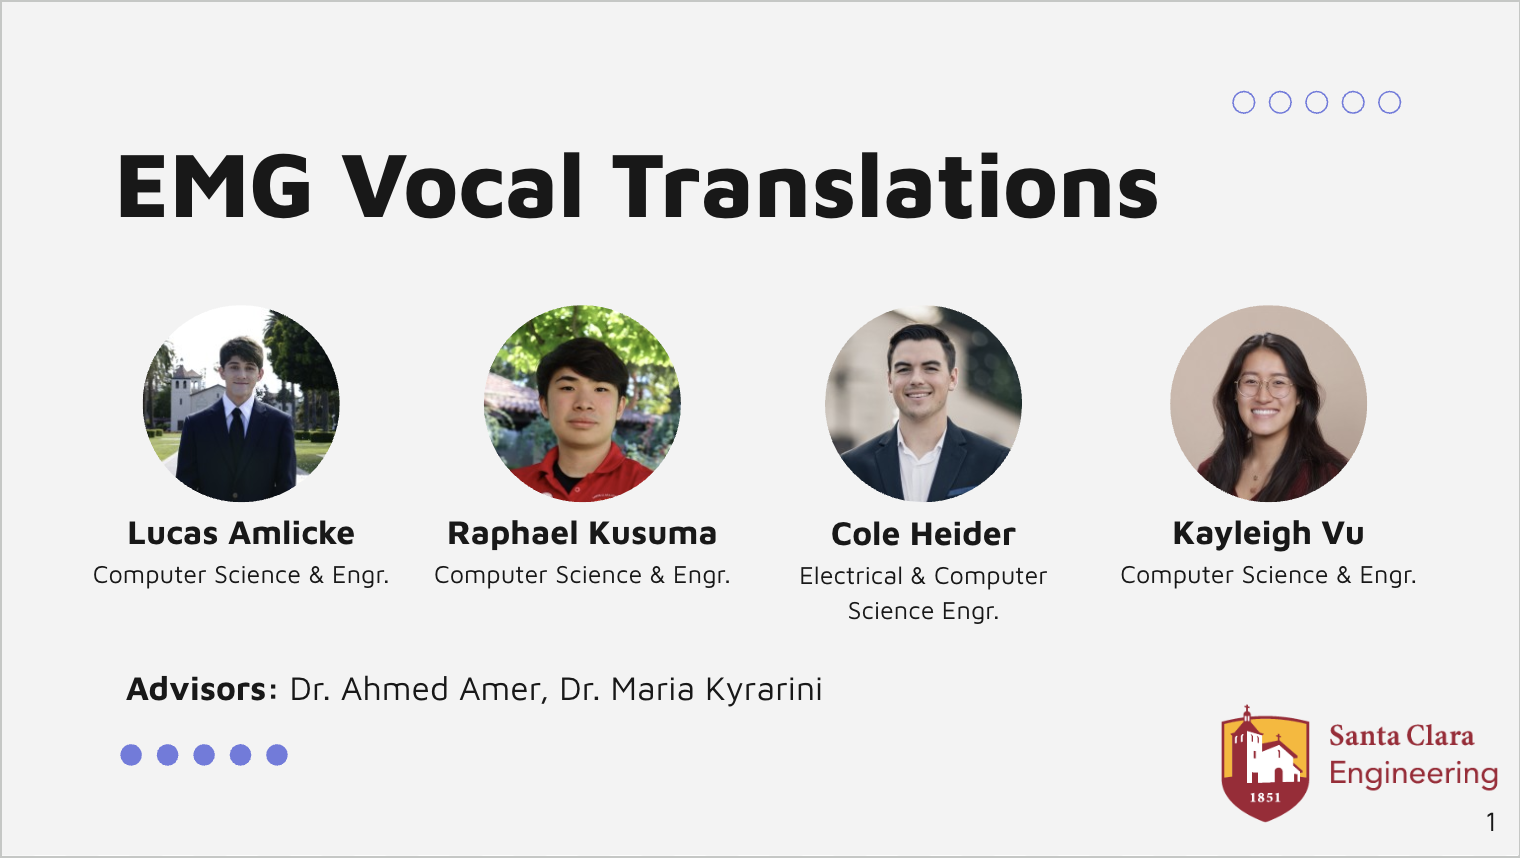 EMG Vocal Translations
Lucas Amlicke
Computer Science & Engr.
Raphael Kusuma
Computer Science & Engr.
Cole Heider
Electrical & Computer
Science Engr.
Kayleigh Vu
Computer Science & Engr.
Advisors: Dr. Ahmed Amer, Dr. Maria Kyrarini
1851
Santa Clara
Engineering
1